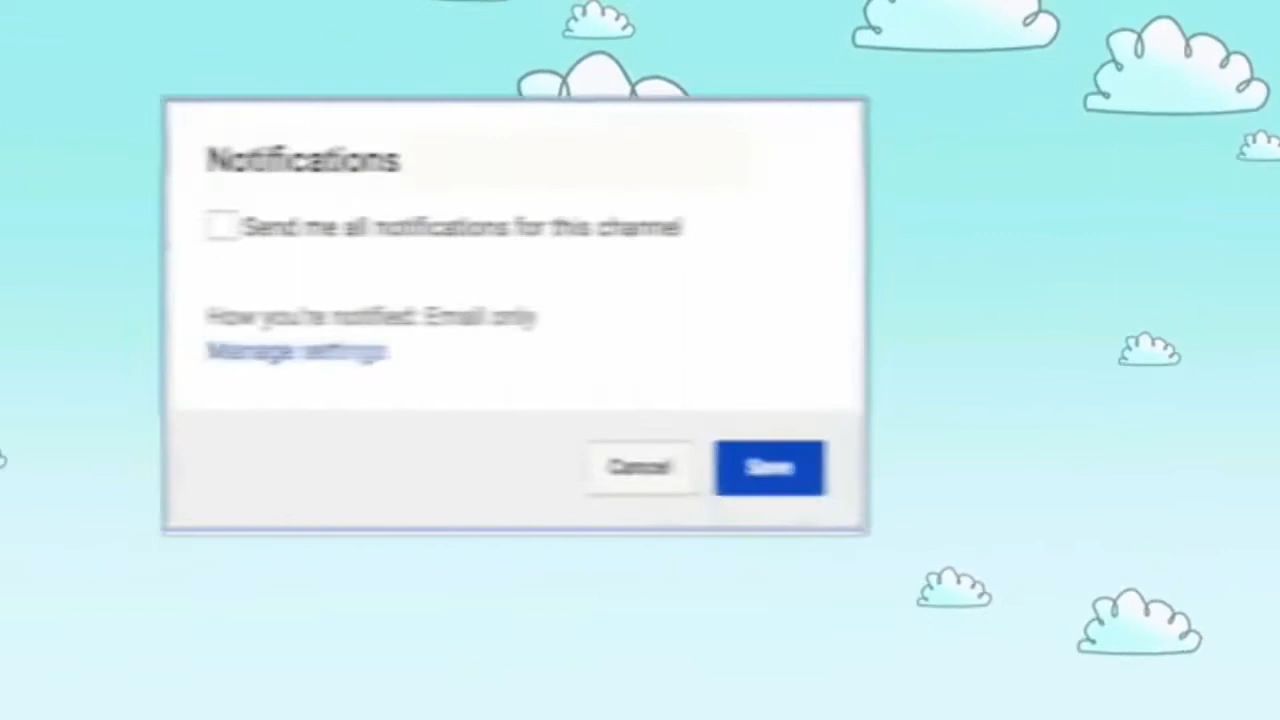 Notifications
Send me all notifications for this channel
How you're notified: Email only
Manage settings
Cancel
Save